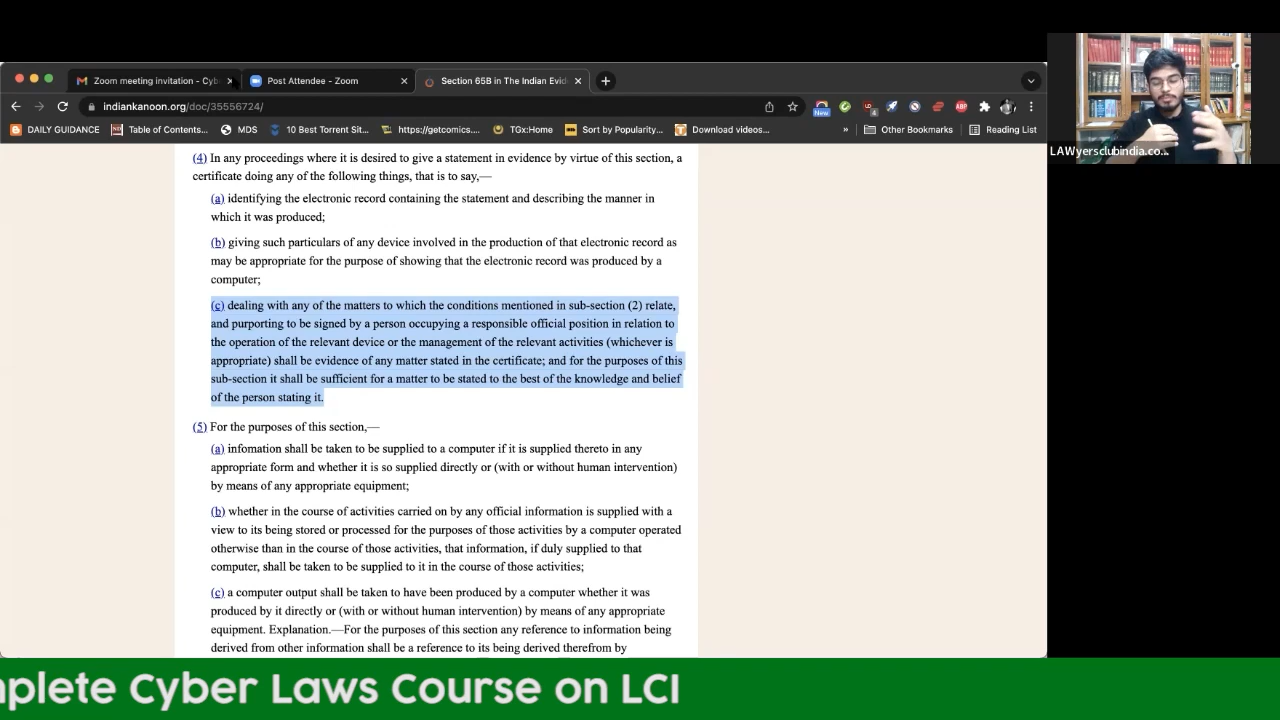 Zoom meeting invitation - Cyb
Post Attendee - Zoom
Section 65B in The Indian Evid
indiankanoon.org/doc/35556724/
New
4
ABP
DAILY GUIDANCE
Table of Contents...
MDS
10 Best Torrent Sit...
https://getcomics....
TGx:Home
Sort by Popularity...
Download videos...
»
Other Bookmarks
Reading List
LAWyersclubindia.co...
(4) In any proceedings where it is desired to give a statement in evidence by virtue of this section, a
certificate doing any of the following things, that is to say,—
(a) identifying the electronic record containing the statement and describing the manner in
which it was produced;
(b) giving such particulars of any device involved in the production of that electronic record as
may be appropriate for the purpose of showing that the electronic record was produced by a
computer;
(c) dealing with any of the matters to which the conditions mentioned in sub-section (2) relate,
and purporting to be signed by a person occupying a responsible official position in relation to
the operation of the relevant device or the management of the relevant activities (whichever is
appropriate) shall be evidence of any matter stated in the certificate; and for the purposes of this
sub-section it shall be sufficient for a matter to be stated to the best of the knowledge and belief
of the person stating it.
(5) For the purposes of this section,—
(a) infomation shall be taken to be supplied to a computer if it is supplied thereto in any
appropriate form and whether it is so supplied directly or (with or without human intervention)
by means of any appropriate equipment;
(b) whether in the course of activities carried on by any official information is supplied with a
view to its being stored or processed for the purposes of those activities by a computer operated
otherwise than in the course of those activities, that information, if duly supplied to that
computer, shall be taken to be supplied to it in the course of those activities;
(c) a computer output shall be taken to have been produced by a computer whether it was
produced by it directly or (with or without human intervention) by means of any appropriate
equipment. Explanation.—For the purposes of this section any reference to information being
derived from other information shall be a reference to its being derived therefrom by
mplete Cyber Laws Course on LCI